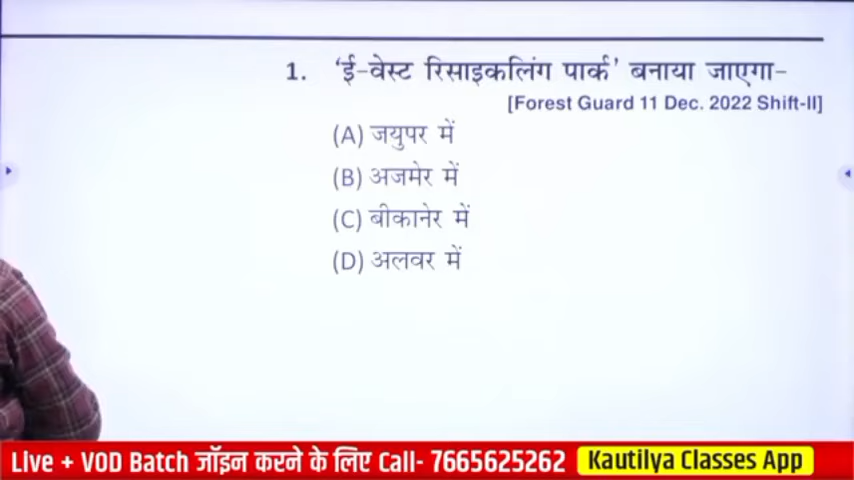 1. 'ई-वेस्ट रिसाइकलिंग पार्क' बनाया जाएगा-
[Forest Guard 11 Dec. 2022 Shift-II]
(A) जयुपर में
(B) अजमेर में
(C) बीकानेर में
(D) अलवर में
Live + VOD Batch जॉइन करने के लिए Call- 7665625262 Kautilya Classes App